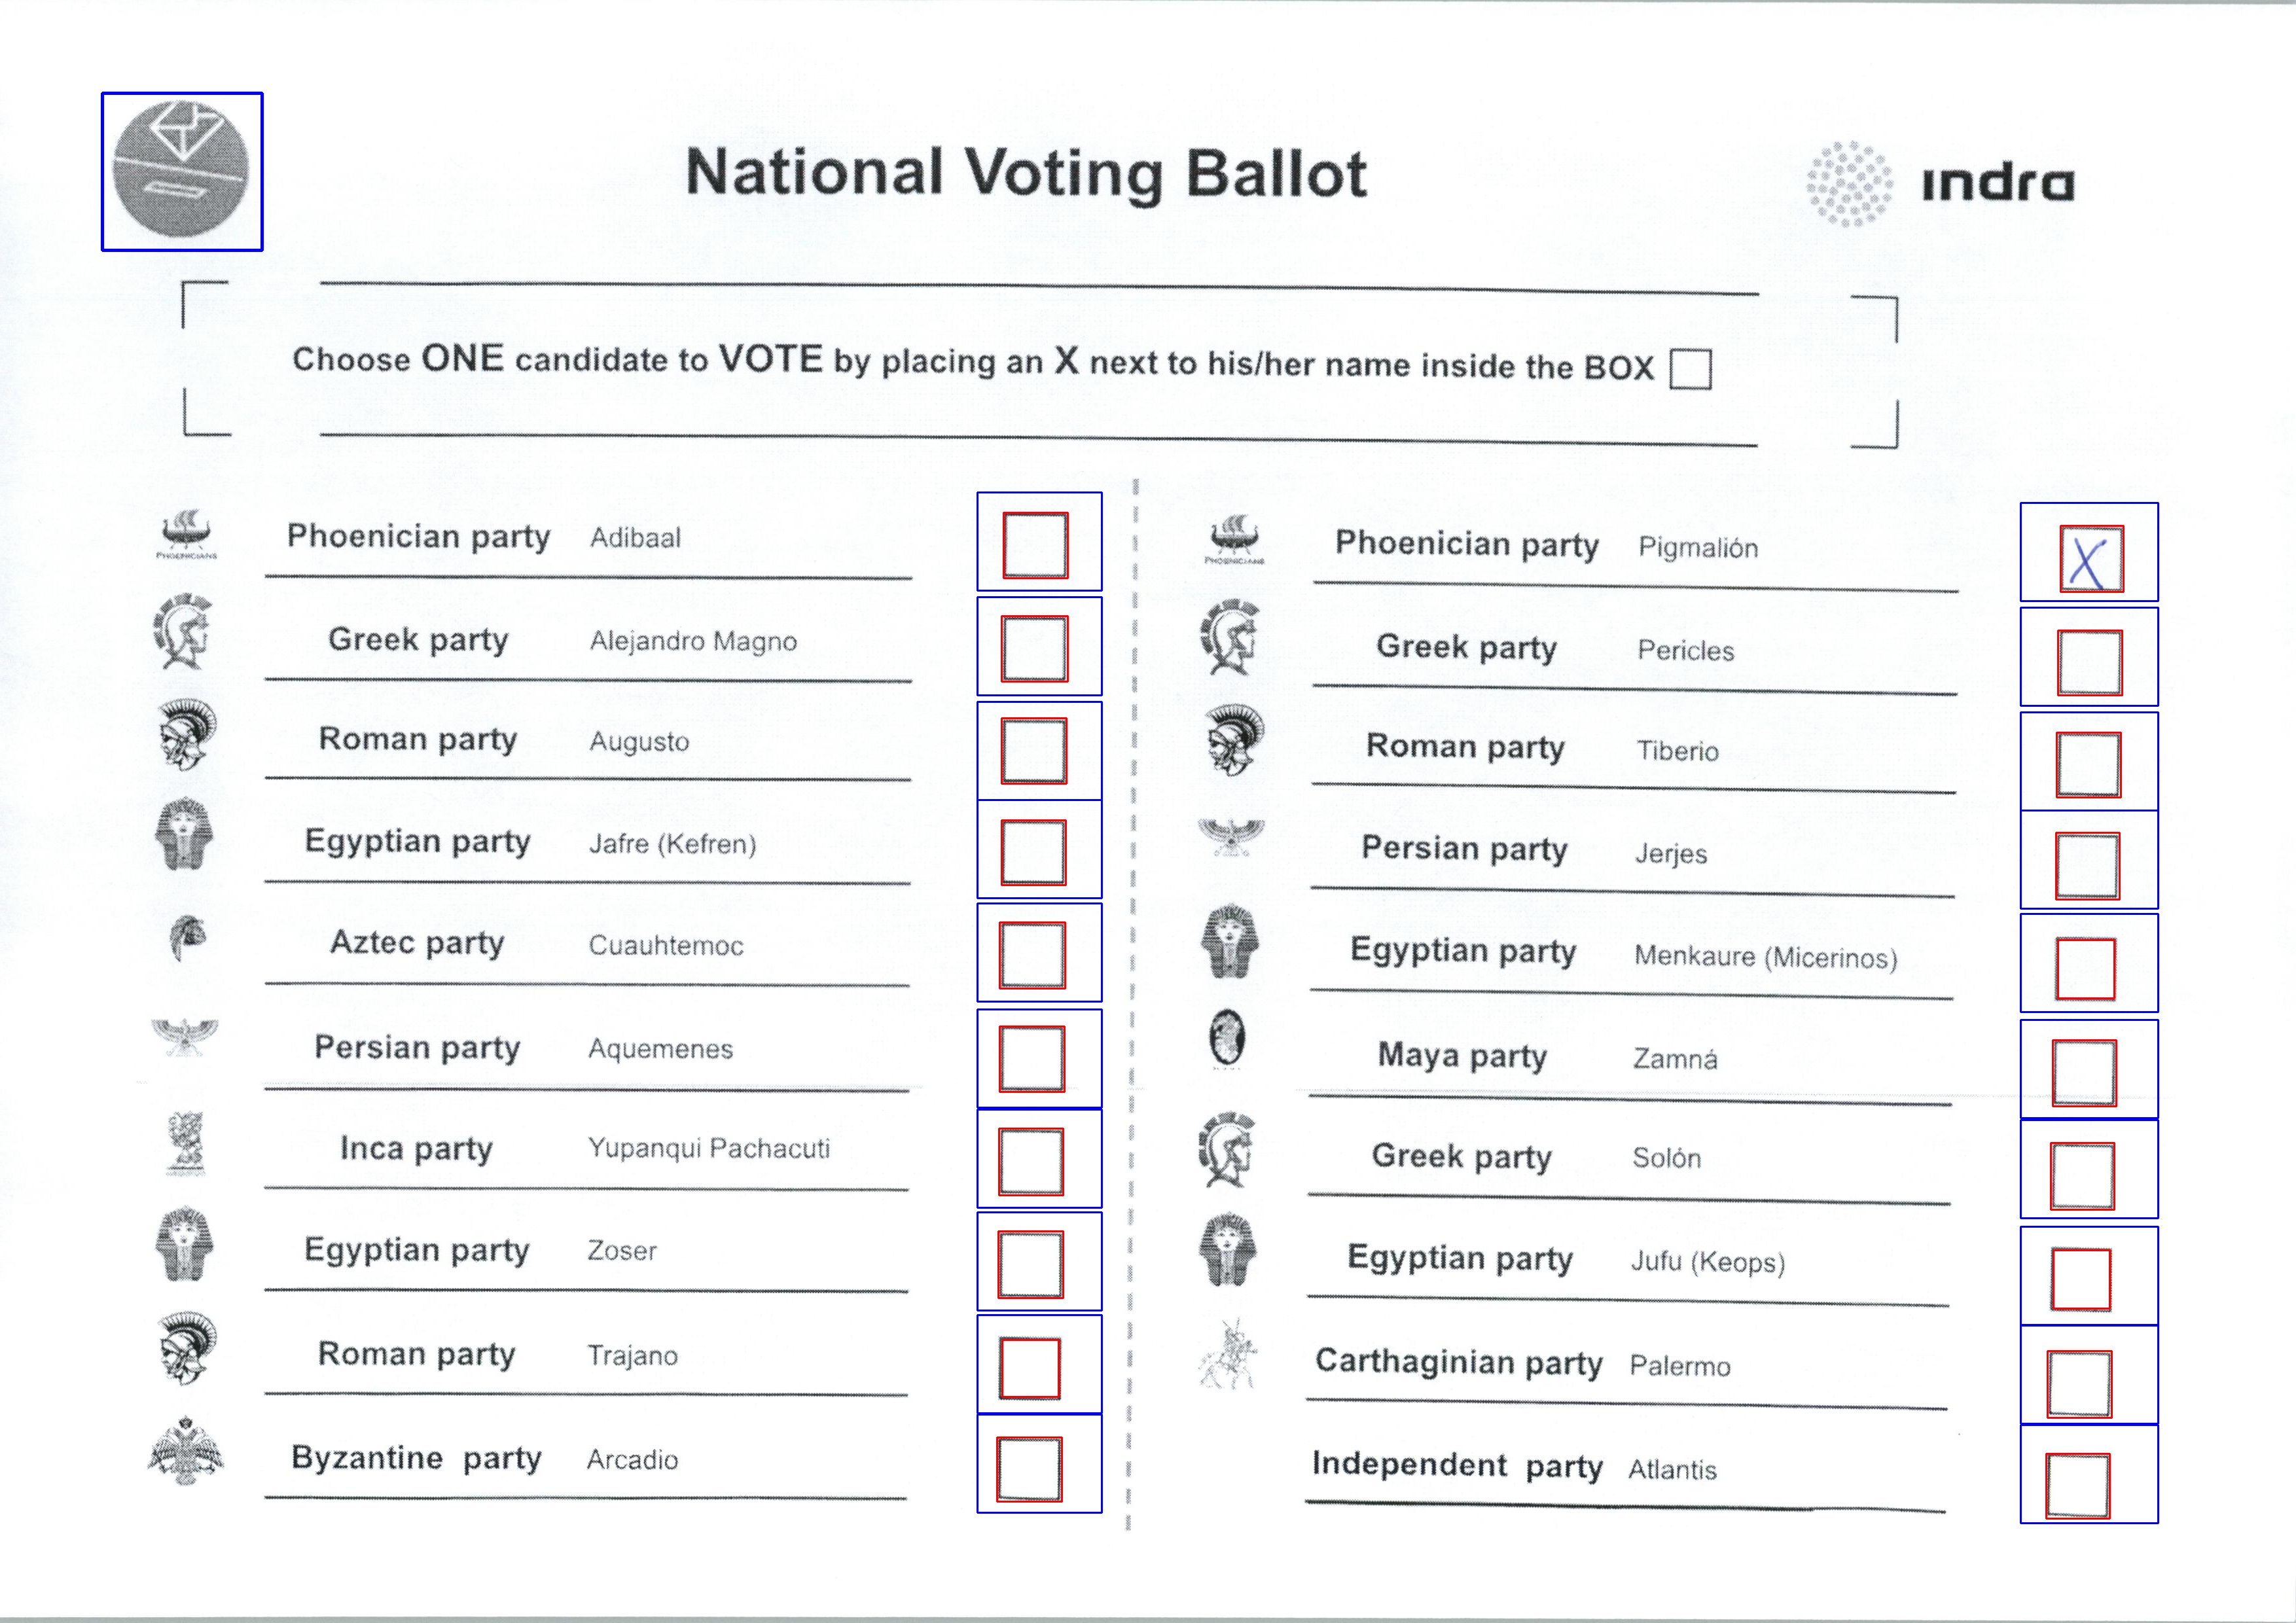 National Voting Ballot
indra
Choose ONE candidate to VOTE by placing an X next to his/her name inside the BOX
PHOENICIANS
Phoenician party Adibaal
Greek party Alejandro Magno
Roman party Augusto
Egyptian party Jafre (Kefren)
Aztec party Cuauhtemoc
Persian party Aquemenes
Inca party Yupanqui Pachacuti
Egyptian party Zoser
Roman party Trajano
Byzantine party Arcadio
PHOENICIANS
Phoenician party Pigmalión X
Greek party Pericles
Roman party Tiberio
Persian party Jerjes
Egyptian party Menkaure (Micerinos)
Maya party Zamná
Greek party Solón
Egyptian party Jufu (Keops)
Carthaginian party Palermo
Independent party Atlantis